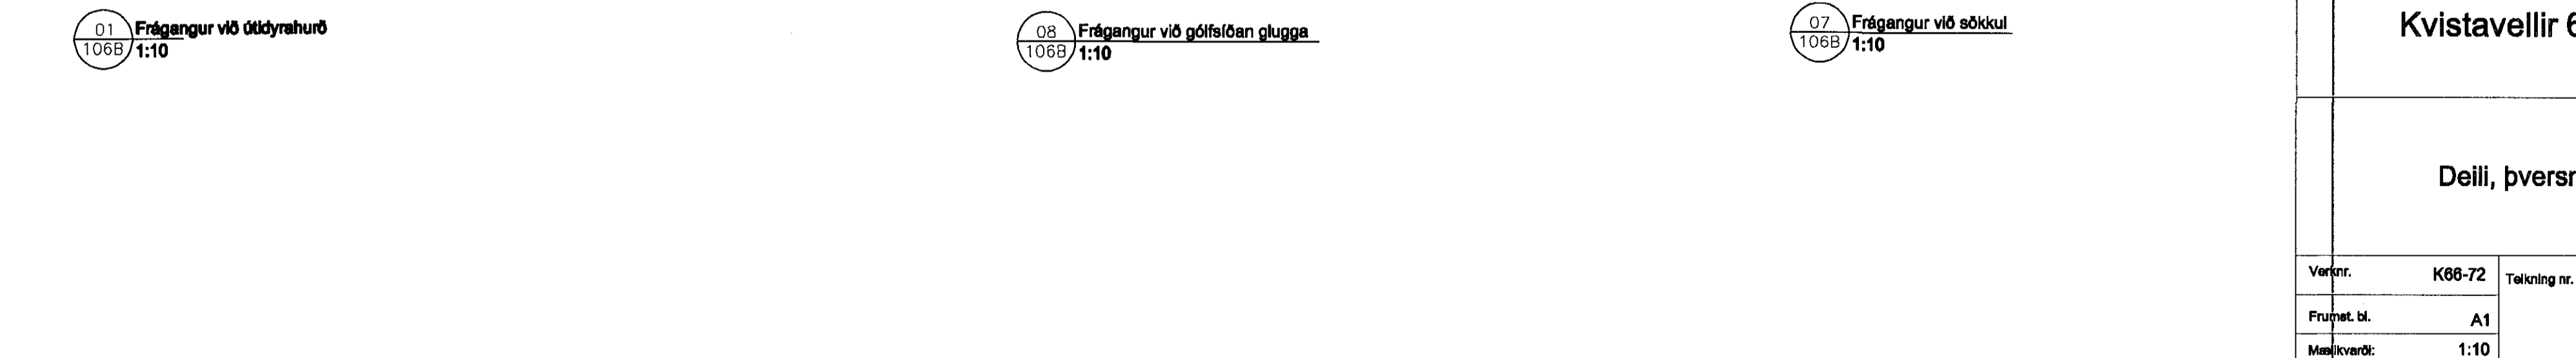 01 Frágangur við útidyrahurð
106B 1:10
08 Frágangur við gólfsíðan glugga
106B 1:10
07 Frágangur við sökkul
106B 1:10
Kvistavellir 6
Deili, þversn
Verknr. K66-72 Teikning nr.
Frumst. bl. A1
Mælikvarði: 1:10